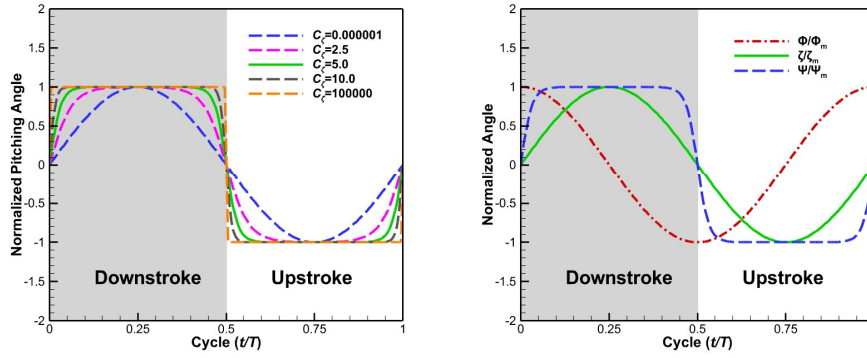 2
1.5
1
0.5
0
-0.5
-1
-1.5
-2
Normalized Pitching Angle
Cζ=0.000001
Cζ=2.5
Cζ=5.0
Cζ=10.0
Cζ=100000
Downstroke
Upstroke
0 0.25 0.5 0.75 1
Cycle (t/T)
2
1.5
1
0.5
0
-0.5
-1
-1.5
-2
Normalized Angle
Φ/Φm
ζ/ζm
Ψ/Ψm
Downstroke
Upstroke
0 0.25 0.5 0.75
Cycle (t/T)